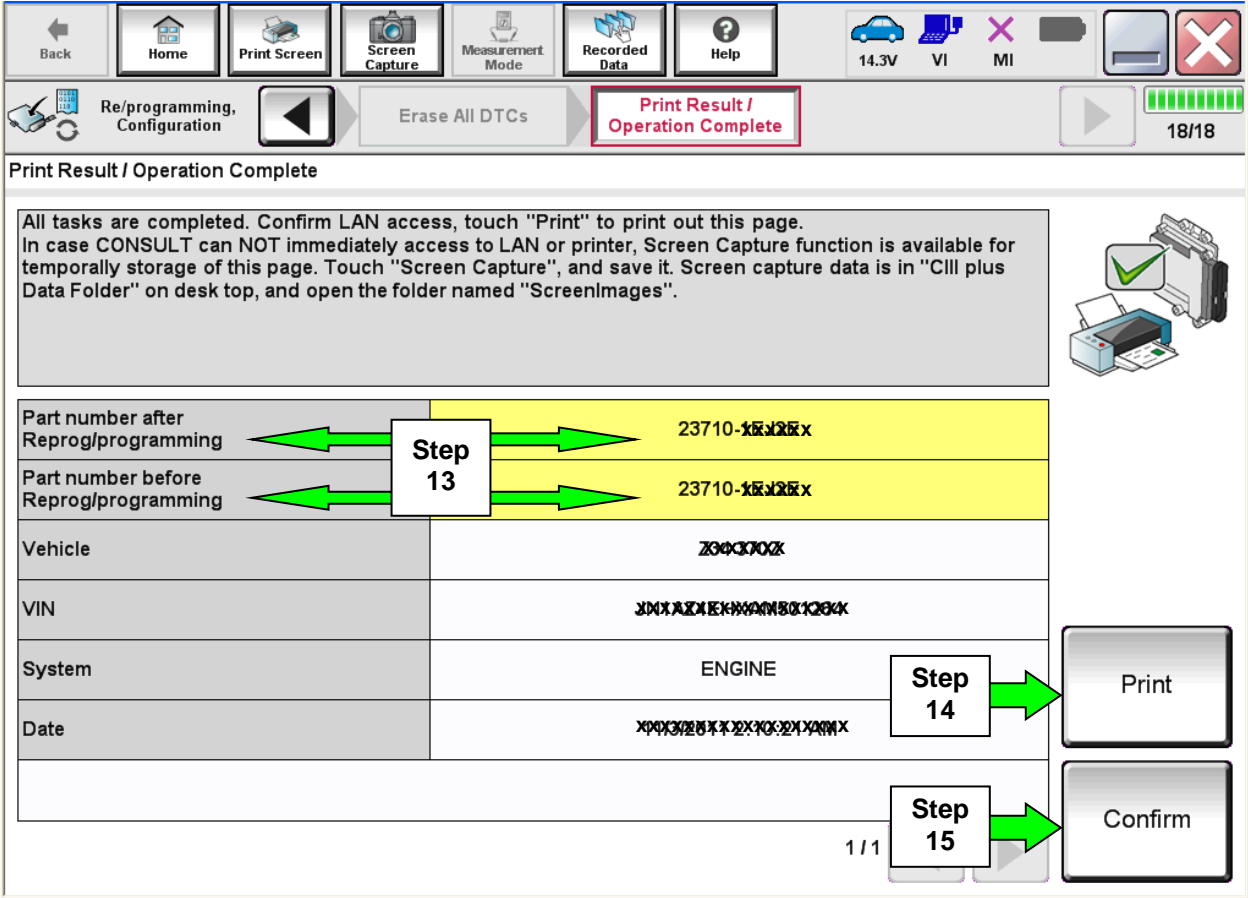 Back
Home
Print Screen
Screen
Capture
Measurement
Mode
Recorded
Data
Help
14.3V
VI
MI
Re/programming,
Configuration
Erase All DTCs
Print Result /
Operation Complete
18/18
Print Result / Operation Complete
All tasks are completed. Confirm LAN access, touch "Print" to print out this page.
In case CONSULT can NOT immediately access to LAN or printer, Screen Capture function is available for
temporally storage of this page. Touch "Screen Capture", and save it. Screen capture data is in "CIII plus
Data Folder" on desk top, and open the folder named "ScreenImages".
Part number after
Reprog/programming
23710-
Step
13
Part number before
Reprog/programming
23710-
Vehicle
VIN
System
ENGINE
Step
14
Print
Date
Step
15
Confirm
1/1